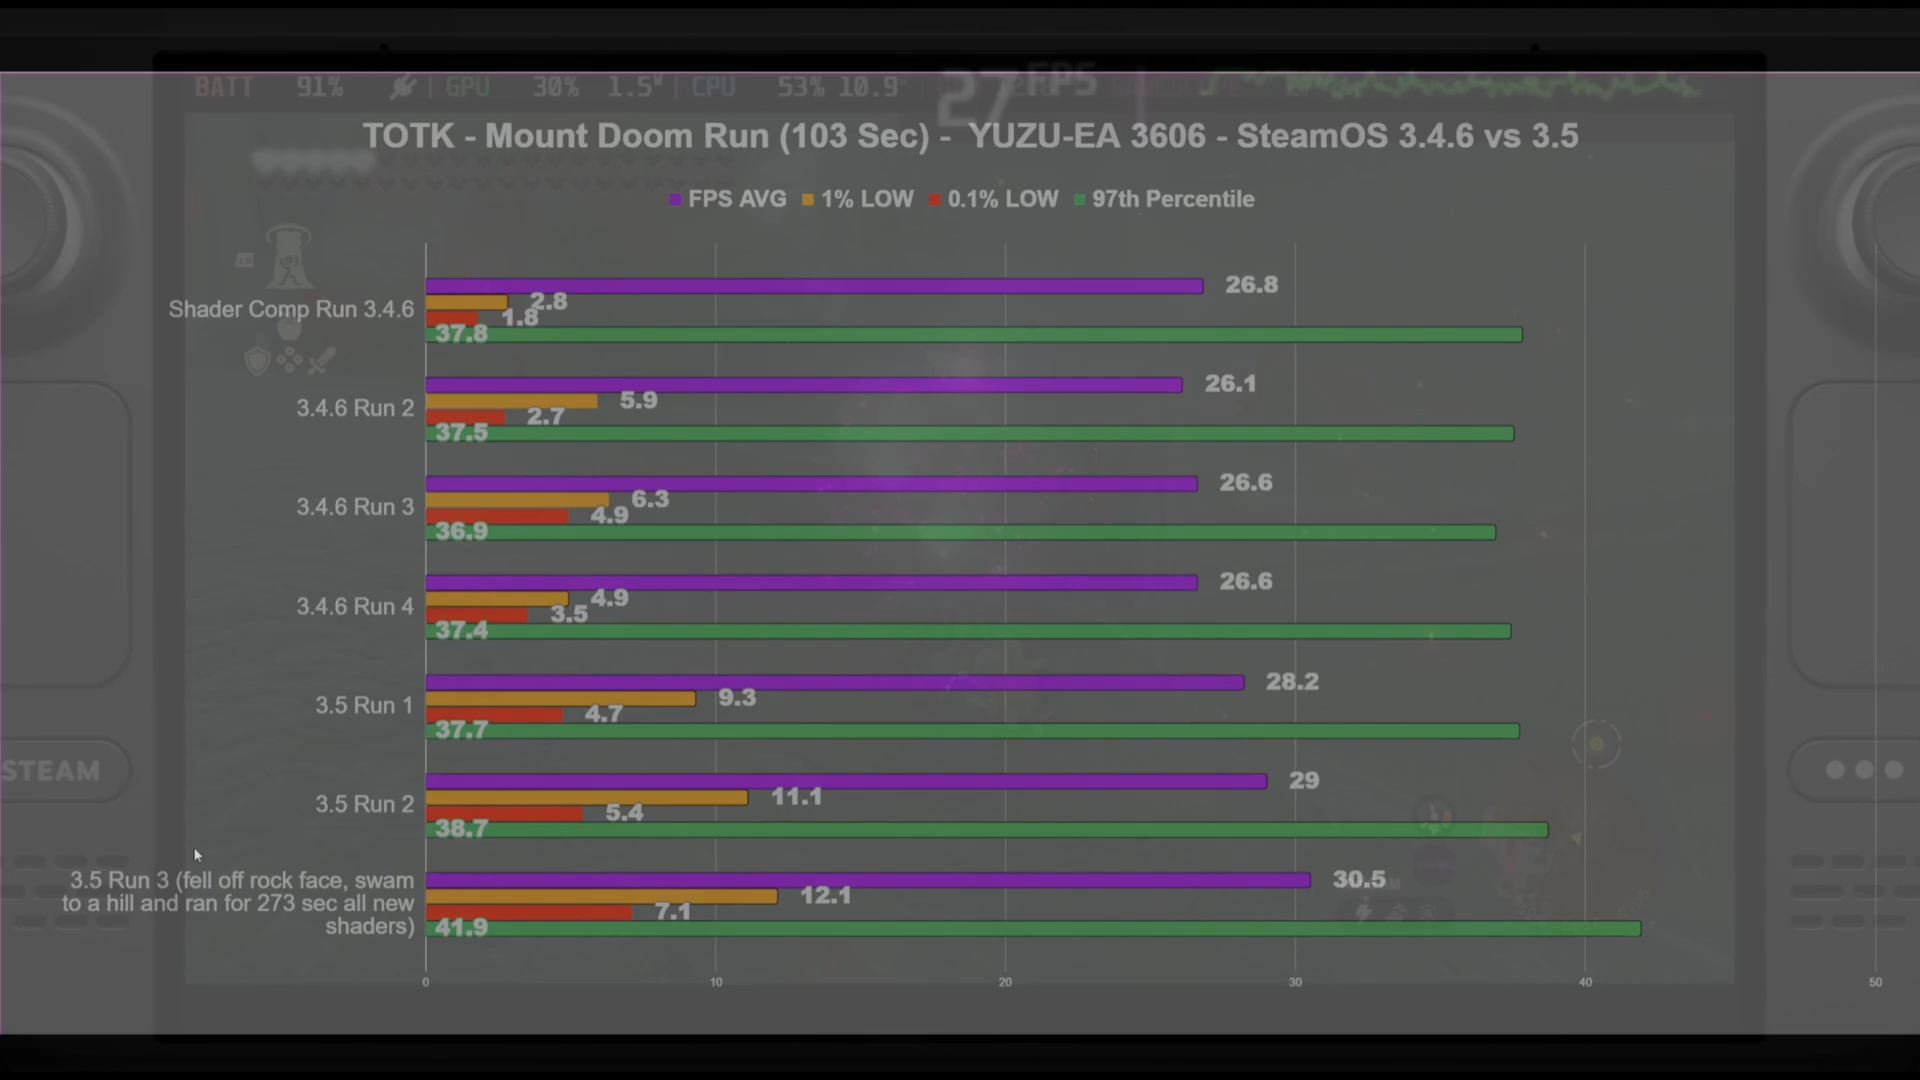 BATT 91% GPU 30% 1.5W CPU 53% 10.9 27 FPS
TOTK - Mount Doom Run (103 Sec) - YUZU-EA 3606 - SteamOS 3.4.6 vs 3.5
FPS AVG 1% LOW 0.1% LOW 97th Percentile
Shader Comp Run 3.4.6
26.8
2.8
1.8
37.8
3.4.6 Run 2
26.1
5.9
2.7
37.5
3.4.6 Run 3
26.6
6.3
4.9
36.9
3.4.6 Run 4
26.6
4.9
3.5
37.4
3.5 Run 1
28.2
9.3
4.7
37.7
STEAM
3.5 Run 2
29
11.1
5.4
38.7
3.5 Run 3 (fell off rock face, swam
to a hill and ran for 273 sec all new
shaders)
30.5
12.1
7.1
41.9
0 10 20 30 40 50